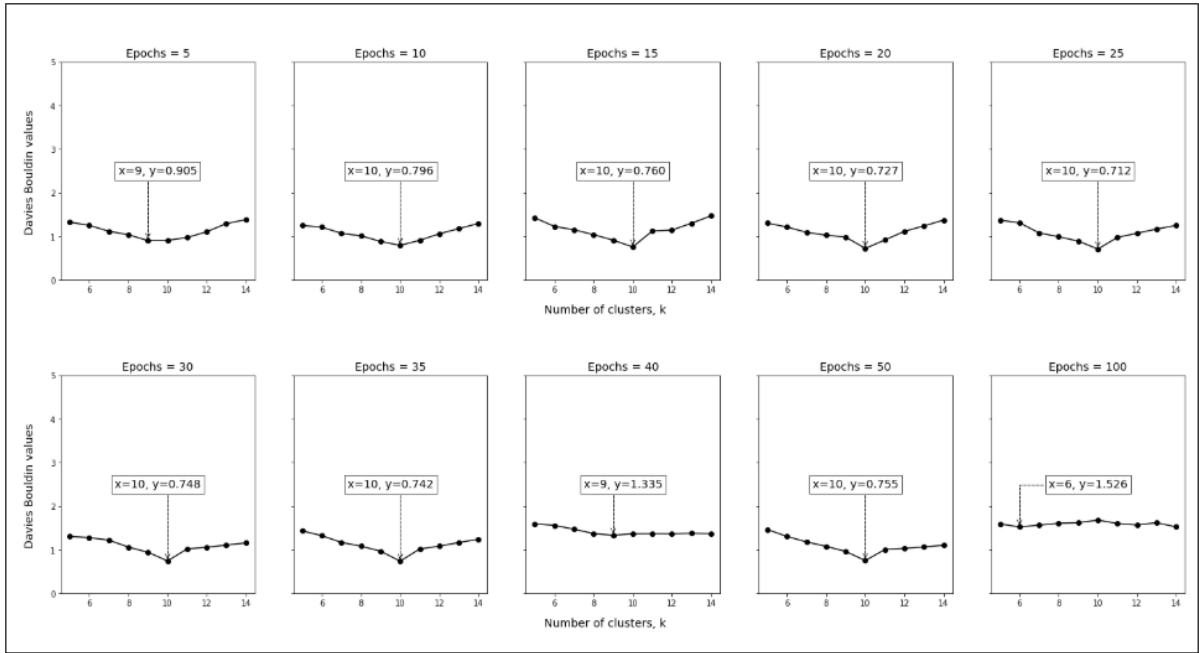 Epochs = 5
Epochs = 10
Epochs = 15
Epochs = 20
Epochs = 25
Davies Bouldin values
5
4
3
2
1
0
x=9, y=0.905
x=10, y=0.796
x=10, y=0.760
x=10, y=0.727
x=10, y=0.712
6 8 10 12 14
6 8 10 12 14
6 8 10 12 14
6 8 10 12 14
6 8 10 12 14
Number of clusters, k
Epochs = 30
Epochs = 35
Epochs = 40
Epochs = 50
Epochs = 100
Davies Bouldin values
5
4
3
2
1
0
x=10, y=0.748
x=10, y=0.742
x=9, y=1.335
x=10, y=0.755
x=6, y=1.526
6 8 10 12 14
6 8 10 12 14
6 8 10 12 14
6 8 10 12 14
6 8 10 12 14
Number of clusters, k